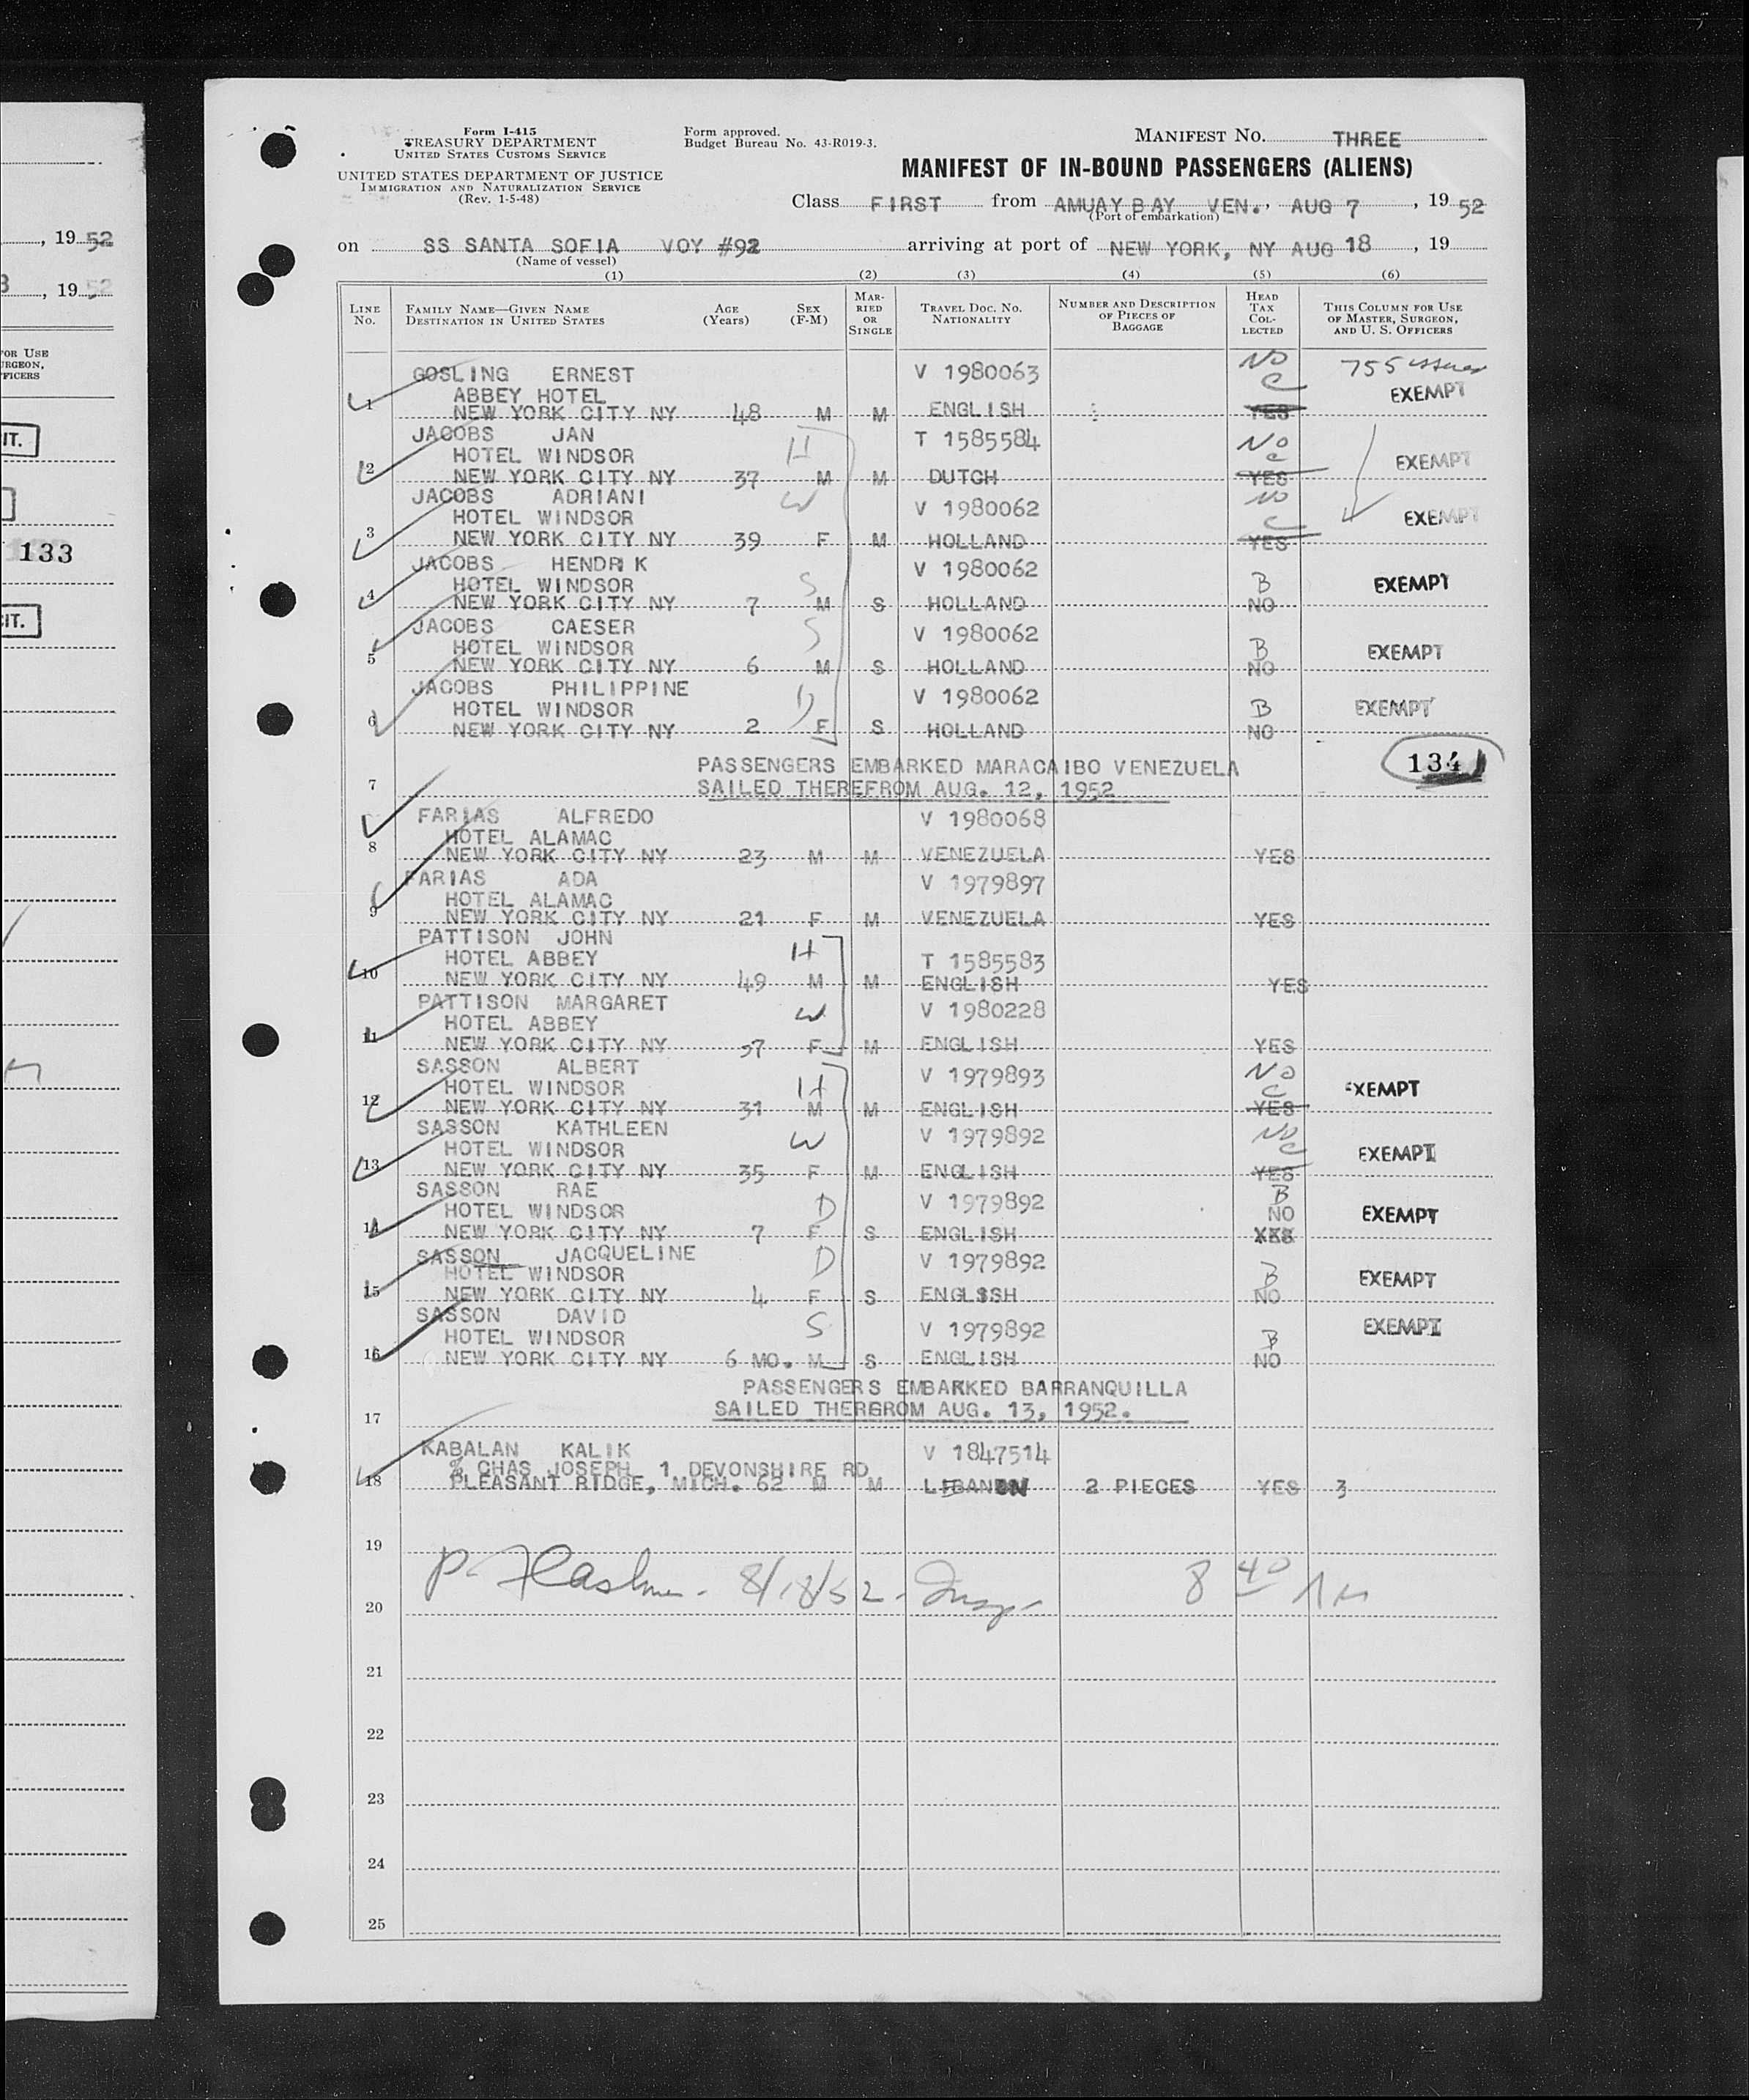 Form I-415
TREASURY DEPARTMENT
UNITED STATES CUSTOMS SERVICE
UNITED STATES DEPARTMENT OF JUSTICE
IMMIGRATION AND NATURALIZATION SERVICE
(Rev. 1-5-48)
Form approved.
Budget Bureau No. 43-R019-3.
MANIFEST NO. THREE
MANIFEST OF IN-BOUND PASSENGERS (ALIENS)
Class FIRST from AMUAY BAY VEN., AUG 7, 19 52
(Port of embarkation)
on SS SANTA SOFIA VOY #92 arriving at port of NEW YORK, NY AUG 18, 19
(Name of vessel)
(1) (2) (3) (4) (5) (6)
LINE No. FAMILY NAME—GIVEN NAME DESTINATION IN UNITED STATES AGE (Years) SEX (F-M) MARRIED OR SINGLE TRAVEL DOC. NO. NATIONALITY NUMBER AND DESCRIPTION OF PIECES OF BAGGAGE HEAD TAX COLLECTED THIS COLUMN FOR USE OF MASTER, SURGEON, AND U. S. OFFICERS
GOSLING ERNEST V 1980063 NO 755
ABBEY HOTEL C EXEMPT
1 NEW YORK CITY NY 48 M M ENGLISH YES
JACOBS JAN T 1585584 NO
HOTEL WINDSOR H C EXEMPT
2 NEW YORK CITY NY 37 M M DUTCH YES
JACOBS ADRIANI W V 1980062 NO
HOTEL WINDSOR C EXEMPT
3 NEW YORK CITY NY 39 F M HOLLAND YES
JACOBS HENDRIK V 1980062
HOTEL WINDSOR S B EXEMPT
4 NEW YORK CITY NY 7 M S HOLLAND NO
JACOBS CAESER S V 1980062
HOTEL WINDSOR B EXEMPT
5 NEW YORK CITY NY 6 M S HOLLAND NO
JACOBS PHILIPPINE D V 1980062
HOTEL WINDSOR B EXEMPT
6 NEW YORK CITY NY 2 F S HOLLAND NO
134
PASSENGERS EMBARKED MARACAIBO VENEZUELA
7 SAILED THEREFROM AUG. 12, 1952
FARIAS ALFREDO V 1980068
HOTEL ALAMAC
8 NEW YORK CITY NY 23 M M VENEZUELA YES
FARIAS ADA V 1979897
HOTEL ALAMAC
9 NEW YORK CITY NY 21 F M VENEZUELA YES
PATTISON JOHN
HOTEL ABBEY H T 1585583
10 NEW YORK CITY NY 49 M M ENGLISH YES
PATTISON MARGARET V 1980228
HOTEL ABBEY W
11 NEW YORK CITY NY 37 F M ENGLISH YES
SASSON ALBERT V 1979893 NO
HOTEL WINDSOR H C EXEMPT
12 NEW YORK CITY NY 31 M M ENGLISH YES
SASSON KATHLEEN V 1979892 NO
HOTEL WINDSOR W C EXEMPT
13 NEW YORK CITY NY 35 F M ENGLISH YES
SASSON RAE V 1979892 B
HOTEL WINDSOR D NO EXEMPT
14 NEW YORK CITY NY 7 F S ENGLISH YES
SASSON JACQUELINE V 1979892
HOTEL WINDSOR D B EXEMPT
15 NEW YORK CITY NY 4 F S ENGLSSH NO
SASSON DAVID V 1979892
HOTEL WINDSOR S B EXEMPT
16 NEW YORK CITY NY 6 MO. M S ENGLISH NO
PASSENGERS EMBARKED BARRANQUILLA
17 SAILED THERGROM AUG. 13, 1952.
KABALAN KALIK V 1847514
% CHAS JOSEPH 1 DEVONSHIRE RD
18 PLEASANT RIDGE, MICH. 62 M M LEBANON 2 PIECES YES 3
19
8/18/52 - Insp- 8 40 AM
20
21
22
23
24
25
, 19 52
, 19 52
133